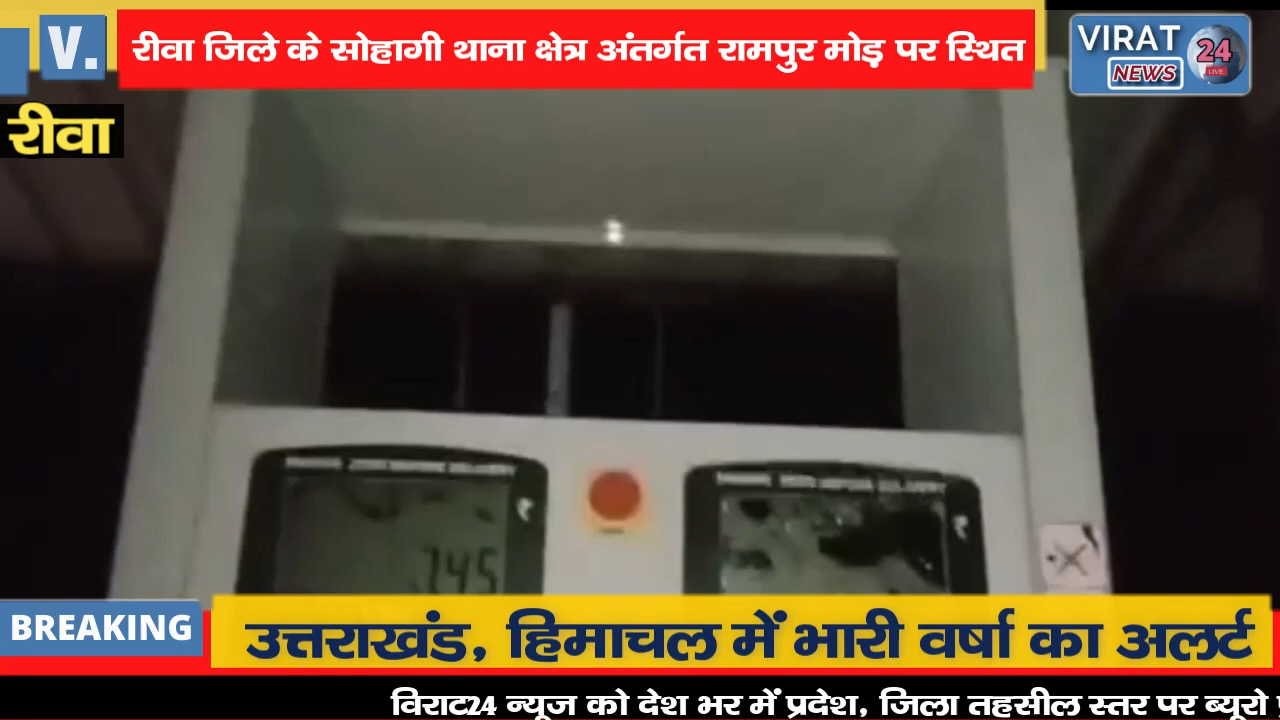 V.
रीवा जिले के सोहागी थाना क्षेत्र अंतर्गत रामपुर मोड़ पर स्थित
VIRAT
24
NEWS
LIVE
रीवा
745
BREAKING
उत्तराखंड, हिमाचल में भारी वर्षा का अलर्ट
विराट24 न्यूज को देश भर में प्रदेश, जिला तहसील स्तर पर ब्यूरो